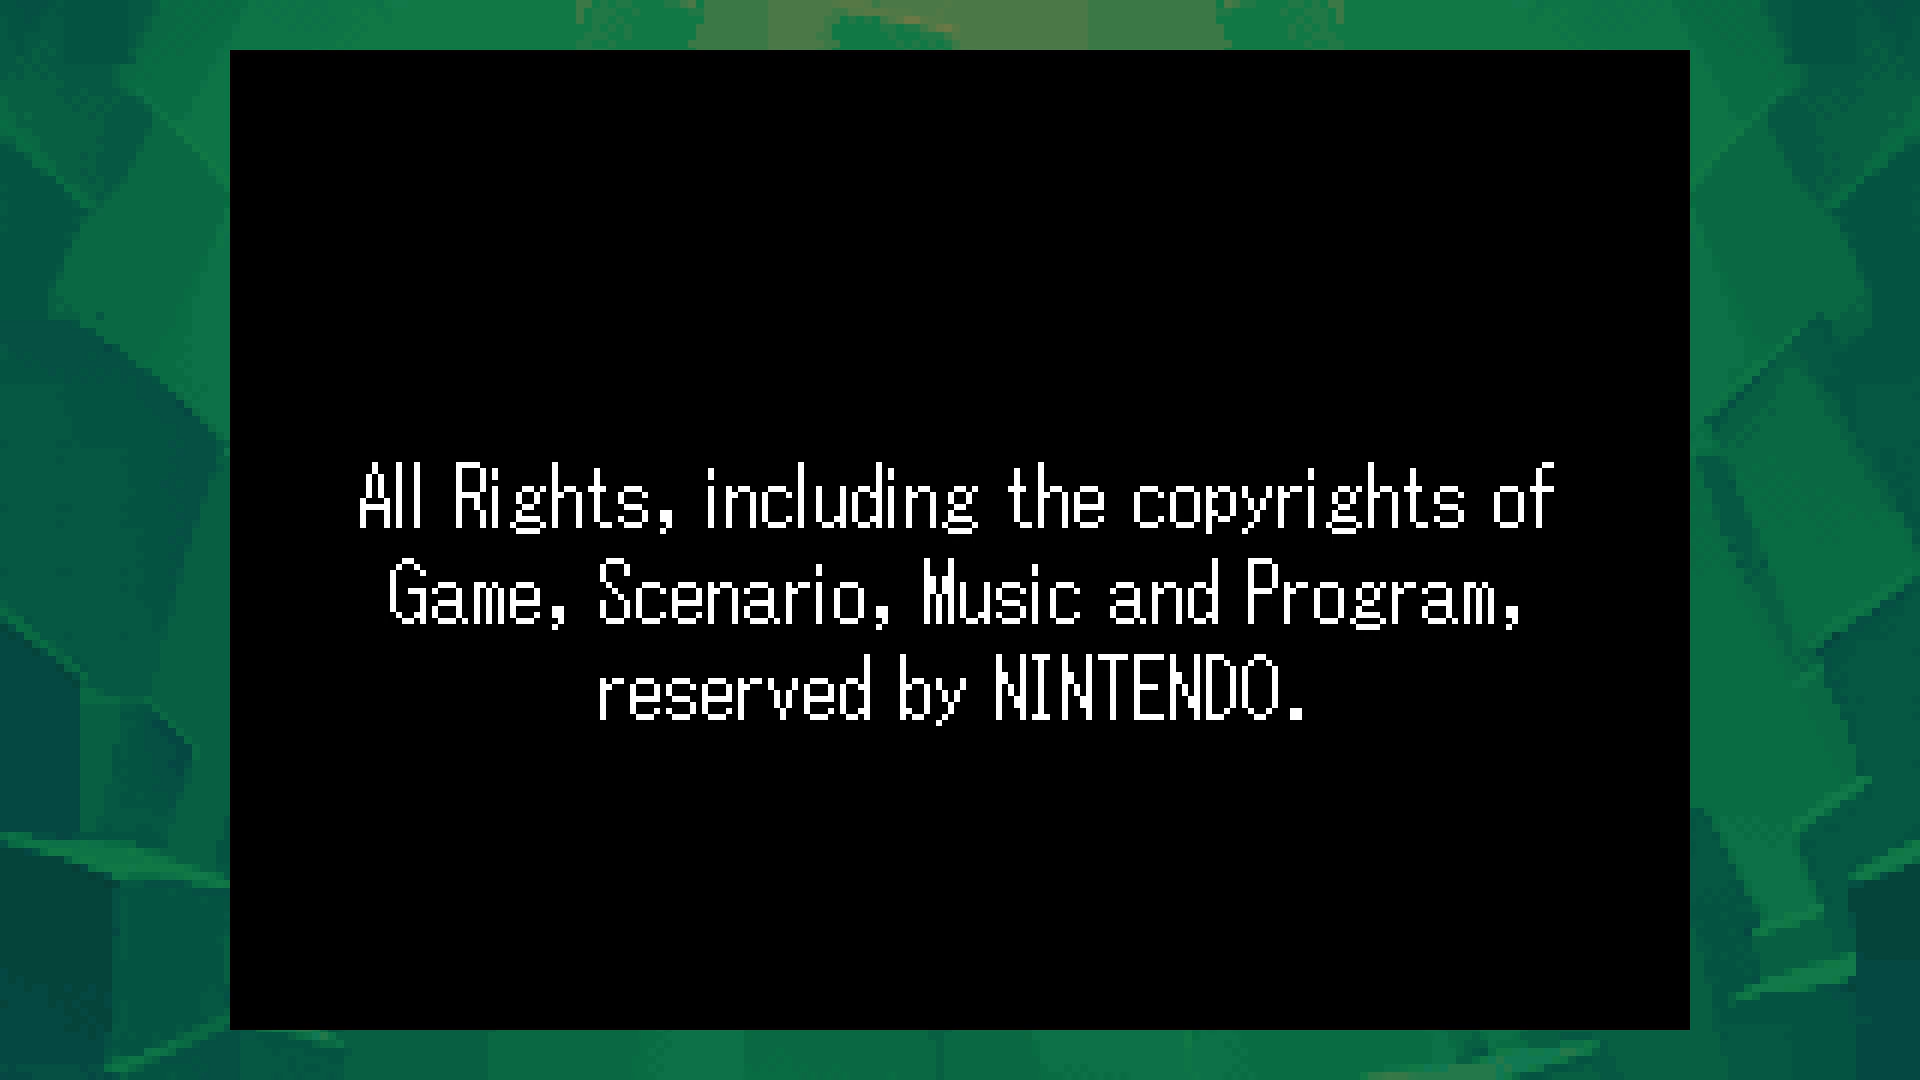 All Rights, including the copyrights of
Game, Scenario, Music and Program,
reserved by NINTENDO.